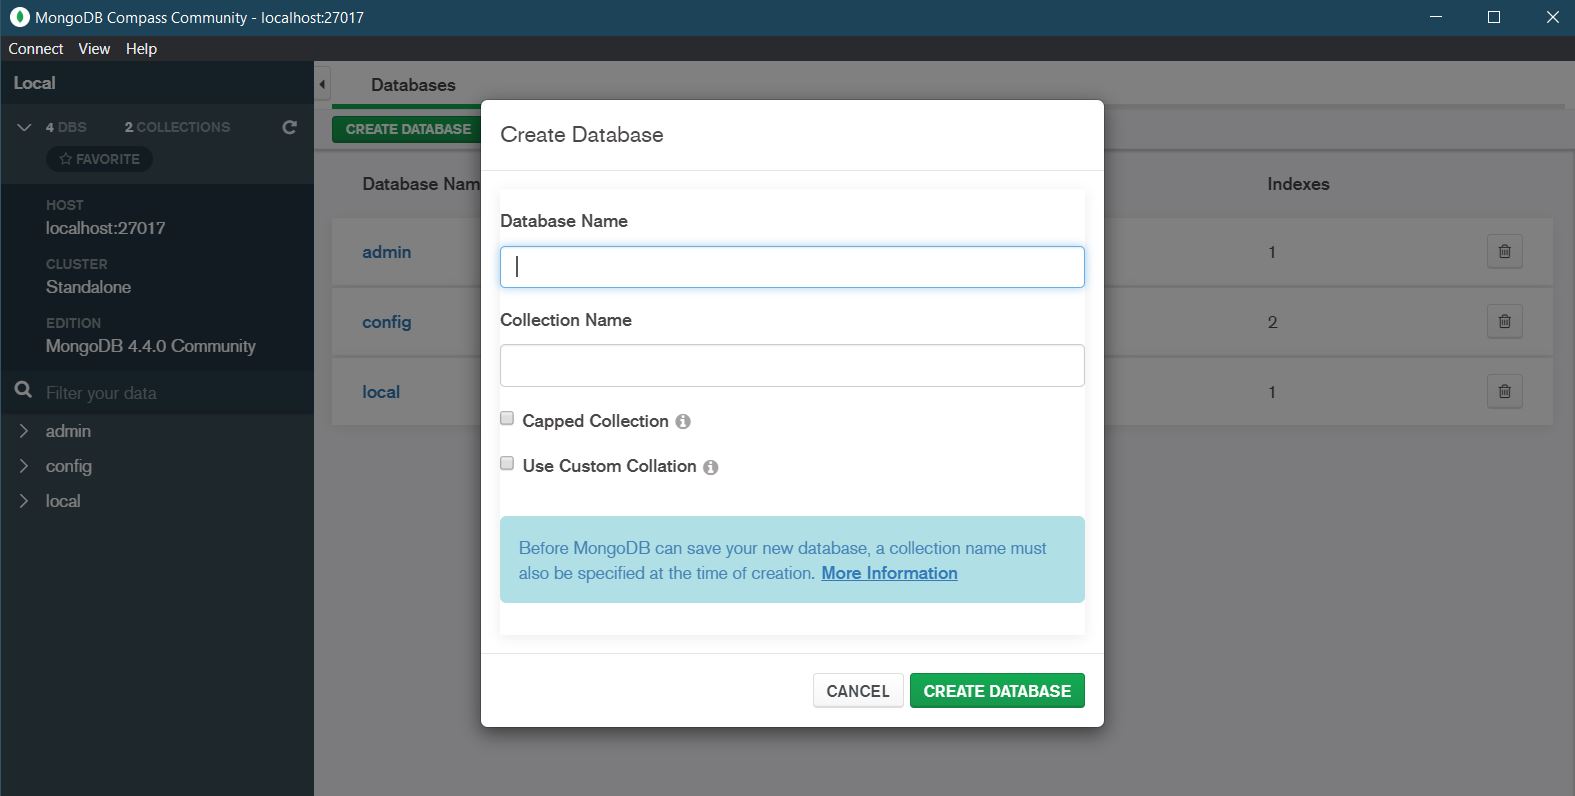 MongoDB Compass Community - localhost:27017
Connect View Help
Local
4 DBS 2 COLLECTIONS
FAVORITE
HOST
localhost:27017
CLUSTER
Standalone
EDITION
MongoDB 4.4.0 Community
Filter your data
admin
config
local
Databases
CREATE DATABASE
Database Nam
Indexes
admin
1
config
2
local
1
Create Database
Database Name
Collection Name
Capped Collection
Use Custom Collation
Before MongoDB can save your new database, a collection name must
also be specified at the time of creation. More Information
CANCEL CREATE DATABASE